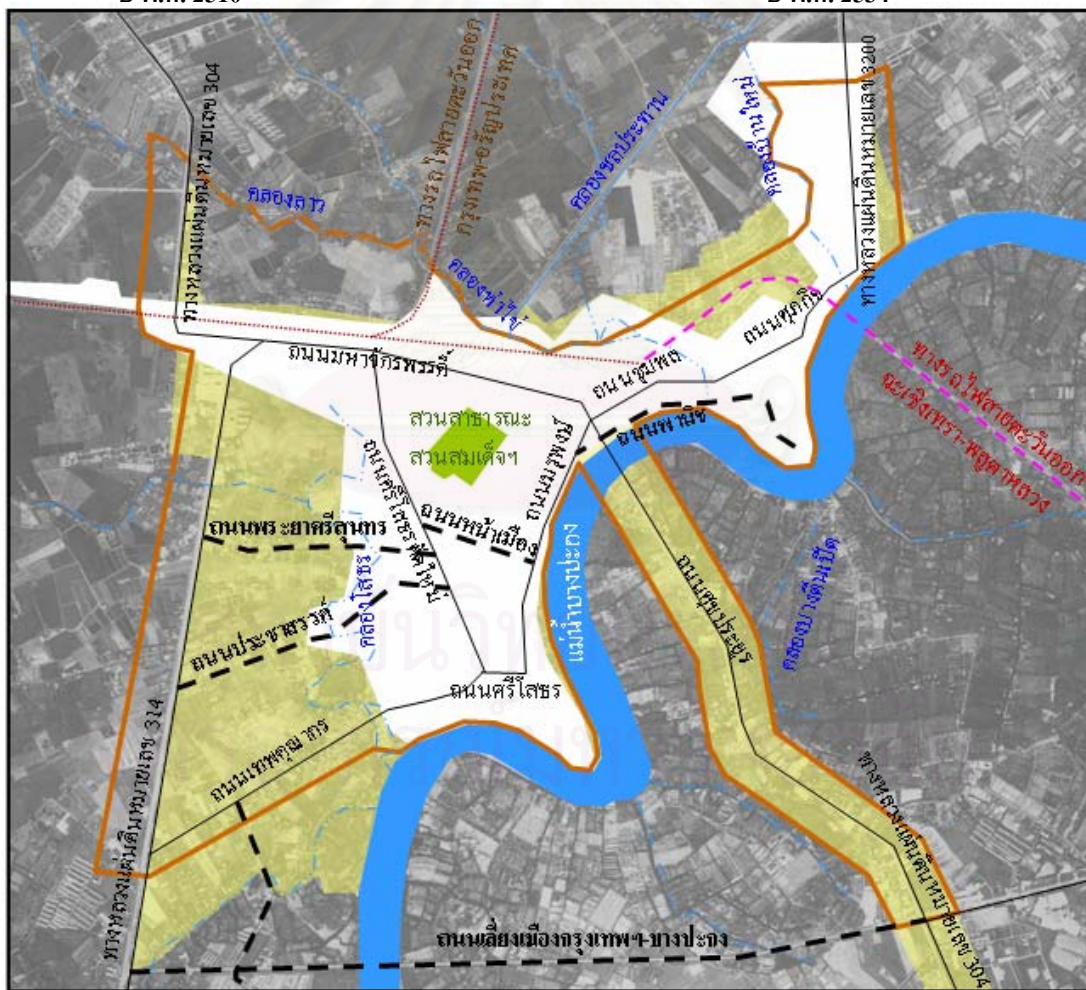 ทางหลวงแผ่นดินหมายเลข 304
ทางรถไฟสายตะวันออก
กรุงเทพ-อรัญประเทศ
คลองชลประทาน
ทางหลวงแผ่นดินหมายเลข 3200
คลองลาว
คลองท่าไข่
ถนนมหาจักรพรรดิ์
ถนนชุมพล
ถนนศุภกิจ
ทางรถไฟสายตะวันออก
ฉะเชิงเทรา-พลูตาหลวง
สวนสาธารณะ
สวนสมเด็จฯ
ถนนมรุพงษ์
ถนนพานิช
ถนนศรีโสธรตัดใหม่
ถนนหน้าเมือง
ถนนพระยาศรีสุนทร
คลองโสธร
แม่น้ำบางปะกง
ถนนศุขประยูร
คลองบางตีนเป็ด
ถนนประชาสรรค์
ถนนศรีโสธร
ถนนเทพคุณากร
ทางหลวงแผ่นดินหมายเลข 314
ทางหลวงแผ่นดินหมายเลข 304
ถนนเลี่ยงเมืองกรุงเทพฯ-บางปะกง